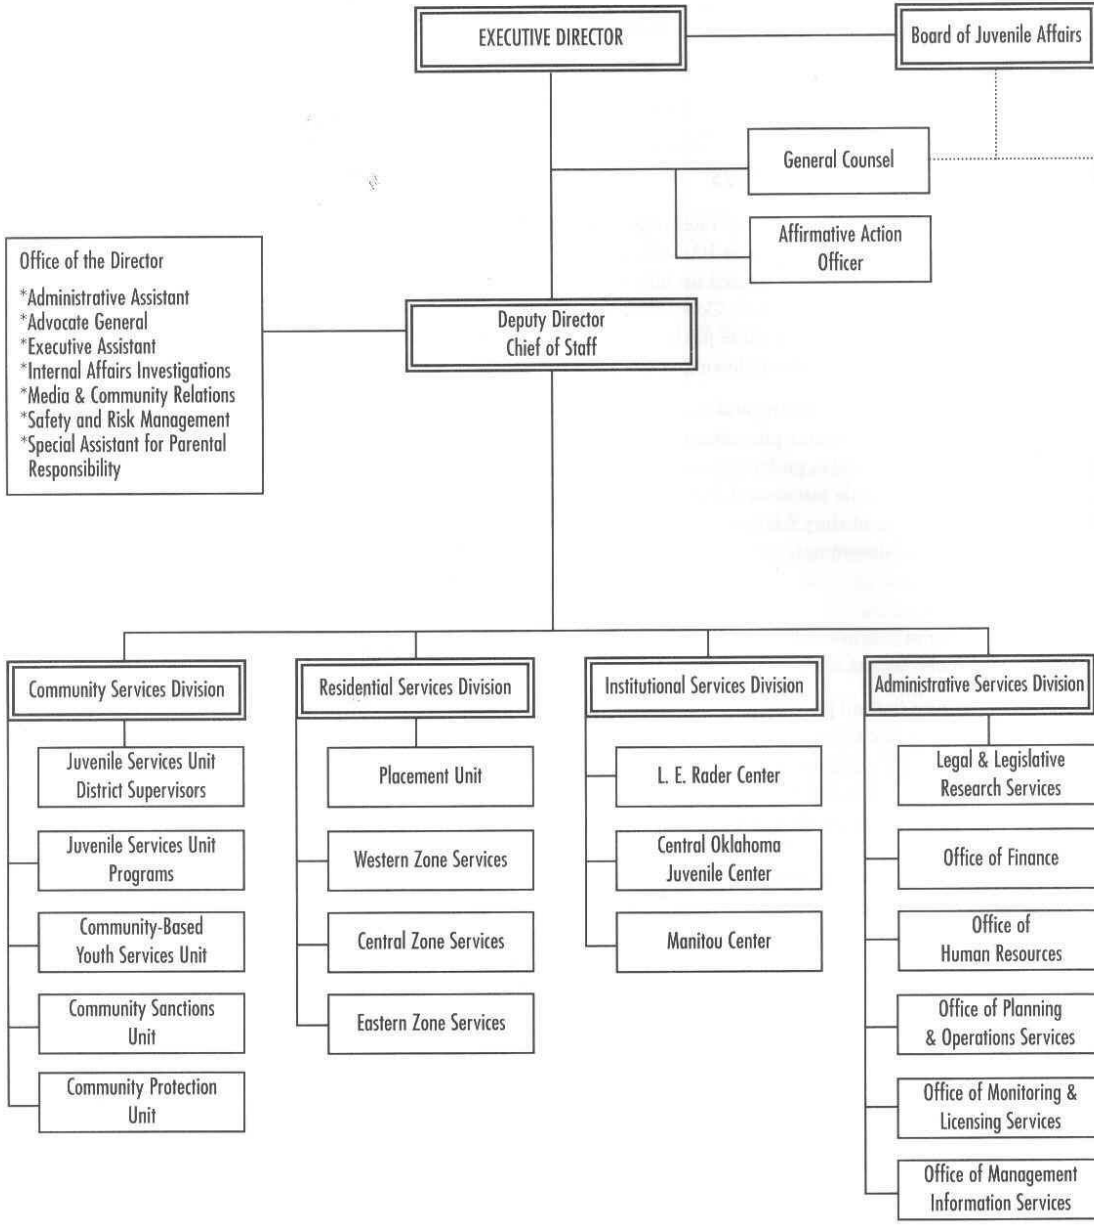 EXECUTIVE DIRECTOR
Board of Juvenile Affairs
General Counsel
Affirmative Action
Officer
Office of the Director
*Administrative Assistant
*Advocate General
*Executive Assistant
*Internal Affairs Investigations
*Media & Community Relations
*Safety and Risk Management
*Special Assistant for Parental
Responsibility
Deputy Director
Chief of Staff
Community Services Division
Juvenile Services Unit
District Supervisors
Juvenile Services Unit
Programs
Community-Based
Youth Services Unit
Community Sanctions
Unit
Community Protection
Unit
Residential Services Division
Placement Unit
Western Zone Services
Central Zone Services
Eastern Zone Services
Institutional Services Division
L. E. Rader Center
Central Oklahoma
Juvenile Center
Manitou Center
Administrative Services Division
Legal & Legislative
Research Services
Office of Finance
Office of
Human Resources
Office of Planning
& Operations Services
Office of Monitoring &
Licensing Services
Office of Management
Information Services